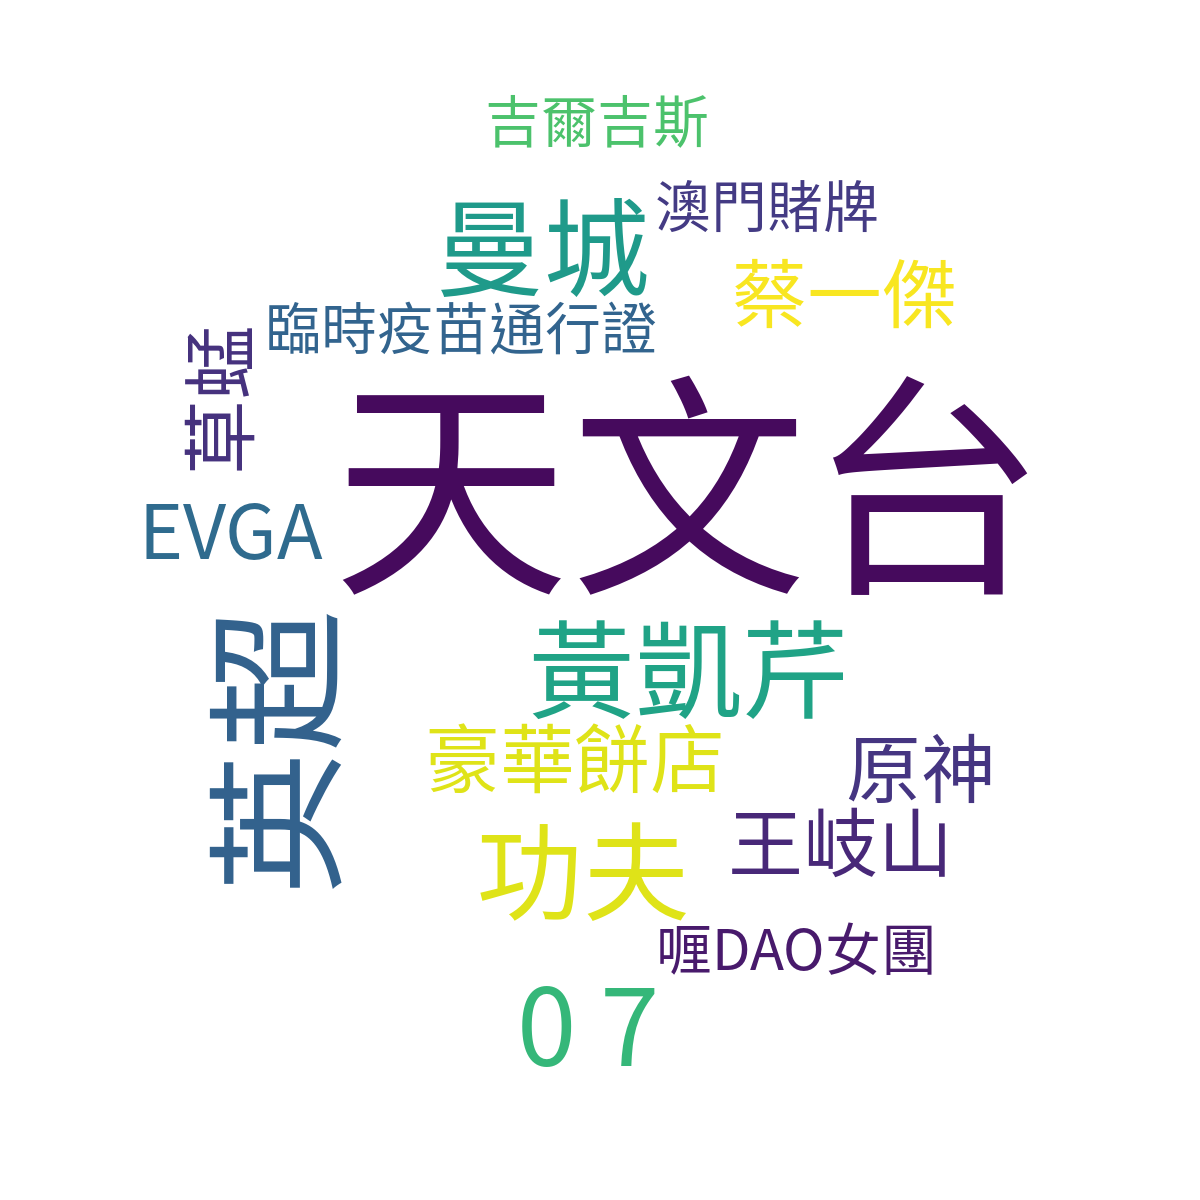 吉爾吉斯
澳門賭牌
曼城
蔡一傑
臨時疫苗通行證
草蜢
天文台
EVGA
英超
黃凱芹
豪華餅店
原神
王岐山
功夫
喱DAO女團
07